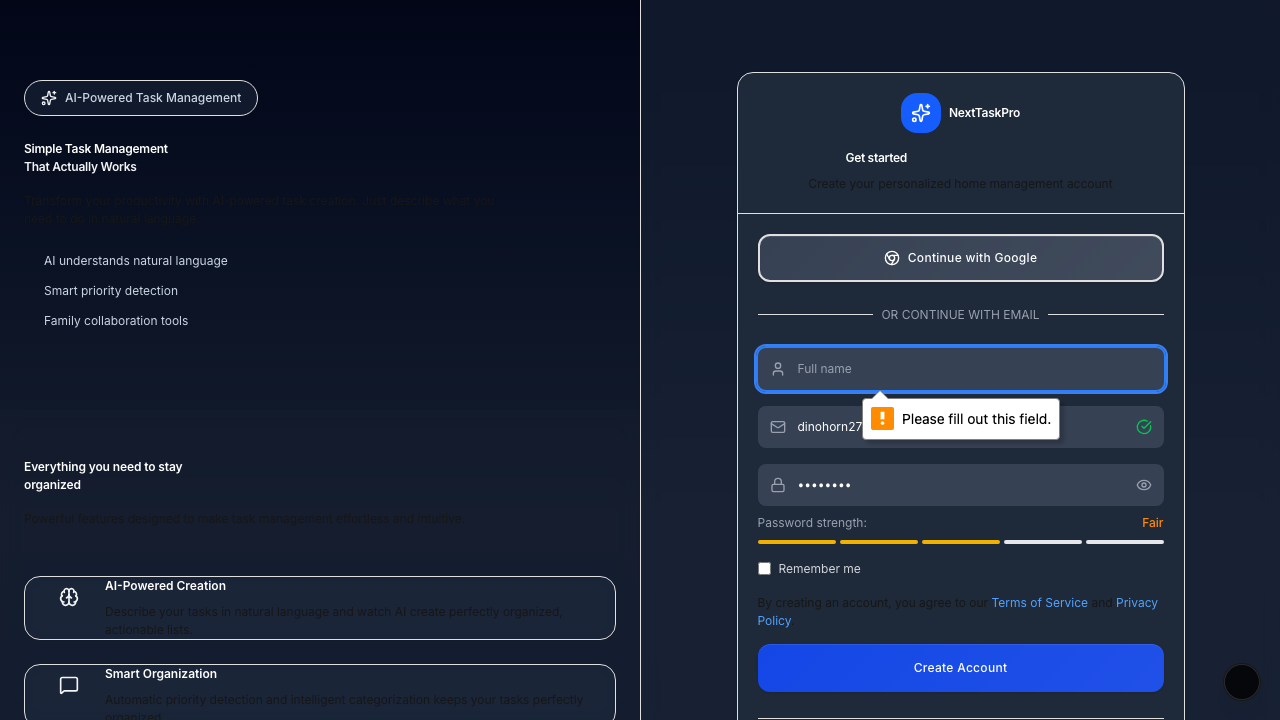 AI-Powered Task Management
Simple Task Management
That Actually Works
Transform your productivity with AI-powered task creation. Just describe what you
need to do in natural language.
AI understands natural language
Smart priority detection
Family collaboration tools
Everything you need to stay
organized
Powerful features designed to make task management effortless and intuitive.
AI-Powered Creation
Describe your tasks in natural language and watch AI create perfectly organized,
actionable lists.
Smart Organization
Automatic priority detection and intelligent categorization keeps your tasks perfectly
organized.
NextTaskPro
Get started
Create your personalized home management account
Continue with Google
OR CONTINUE WITH EMAIL
Full name
Please fill out this field.
dinohorn27
••••••••
Password strength:
Fair
Remember me
By creating an account, you agree to our Terms of Service and Privacy
Policy
Create Account